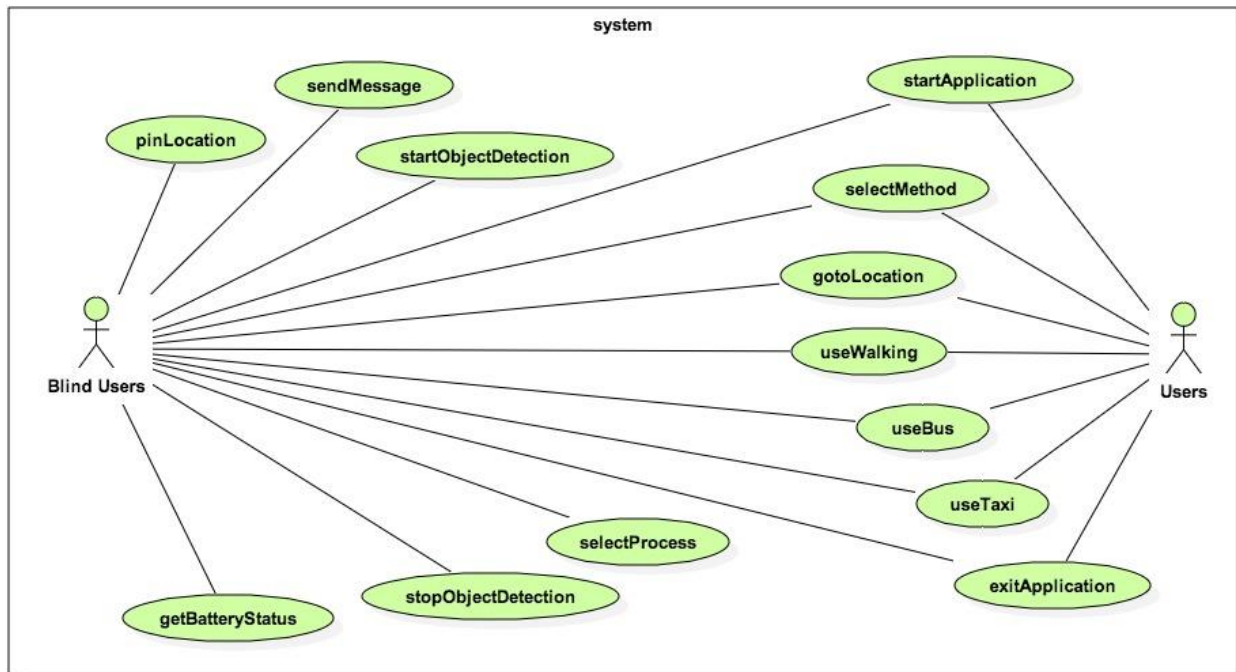 system
sendMessage
startApplication
pinLocation
startObjectDetection
selectMethod
gotoLocation
useWalking
Blind Users
Users
useBus
useTaxi
selectProcess
exitApplication
stopObjectDetection
getBatteryStatus